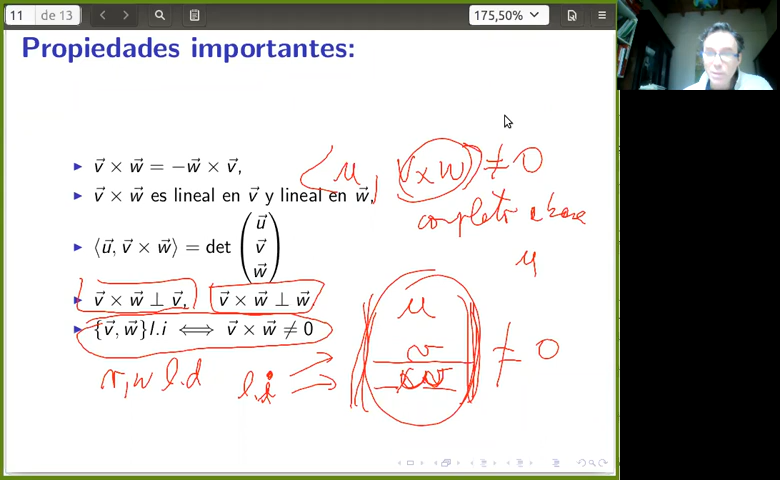 11 de 13 175,50%
Propiedades importantes:
v⃗ × w⃗ = −w⃗ × v⃗,
⟨ u, v×w ⟩ ≠ 0
v⃗ × w⃗ es lineal en v⃗ y lineal en w⃗,
completo a base
u
⟨u⃗, v⃗ × w⃗⟩ = det (u⃗ v⃗ w⃗)
v⃗ × w⃗ ⊥ v⃗, v⃗ × w⃗ ⊥ w⃗
{v⃗, w⃗} l.i ⟺ v⃗ × w⃗ ≠ 0
u
v
≠ 0
v, w l.d l.i